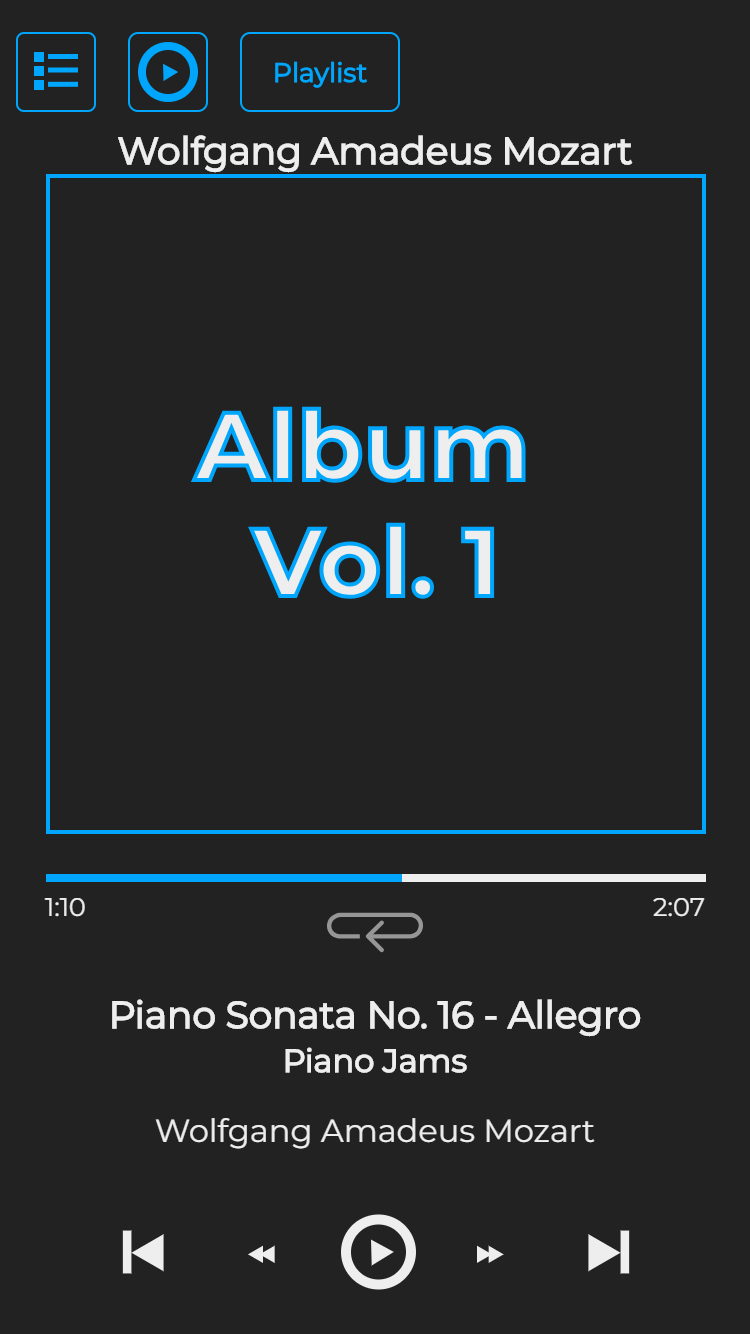 Playlist
Wolfgang Amadeus Mozart
Album
Vol. 1
1:10
2:07
Piano Sonata No. 16 - Allegro
Piano Jams
Wolfgang Amadeus Mozart